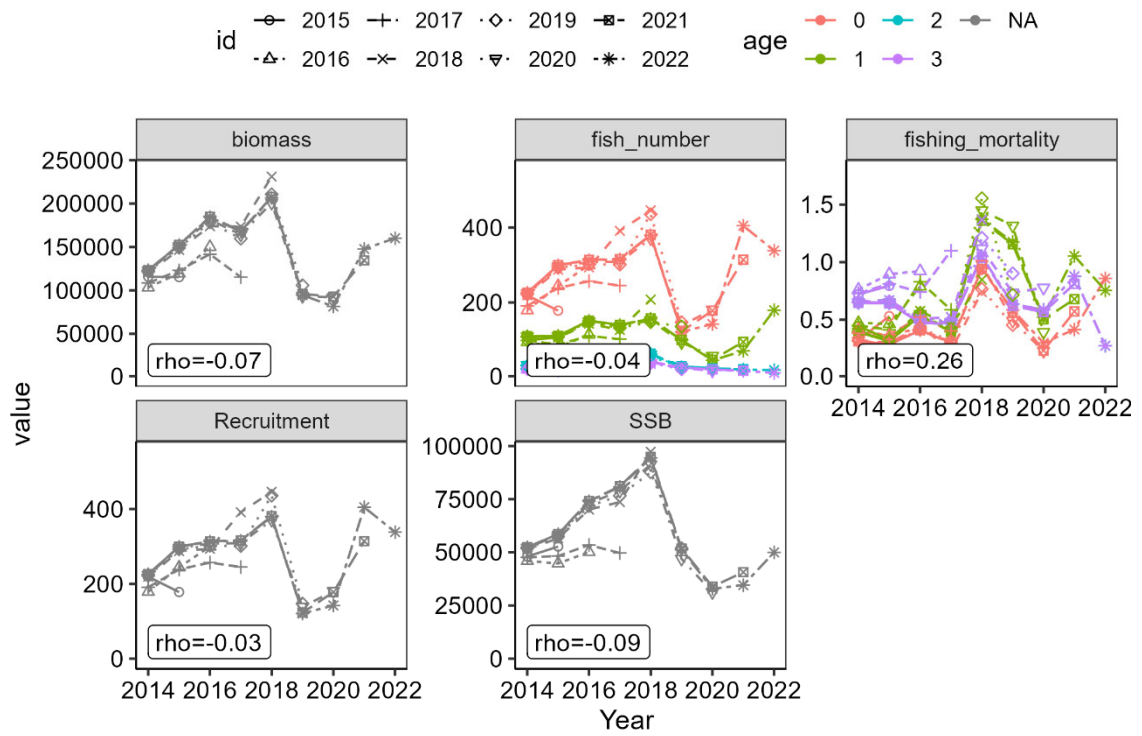 id 2015 2017 2019 2021
2016 2018 2020 2022
age 0 2 NA
1 3
value
biomass
250000
200000
150000
100000
50000
0
rho=-0.07
fish_number
400
200
0
rho=-0.04
fishing_mortality
1.5
1.0
0.5
0.0
rho=0.26
2014 2016 2018 2020 2022
Recruitment
400
200
0
rho=-0.03
2014 2016 2018 2020 2022
SSB
100000
75000
50000
25000
0
rho=-0.09
2014 2016 2018 2020 2022
Year